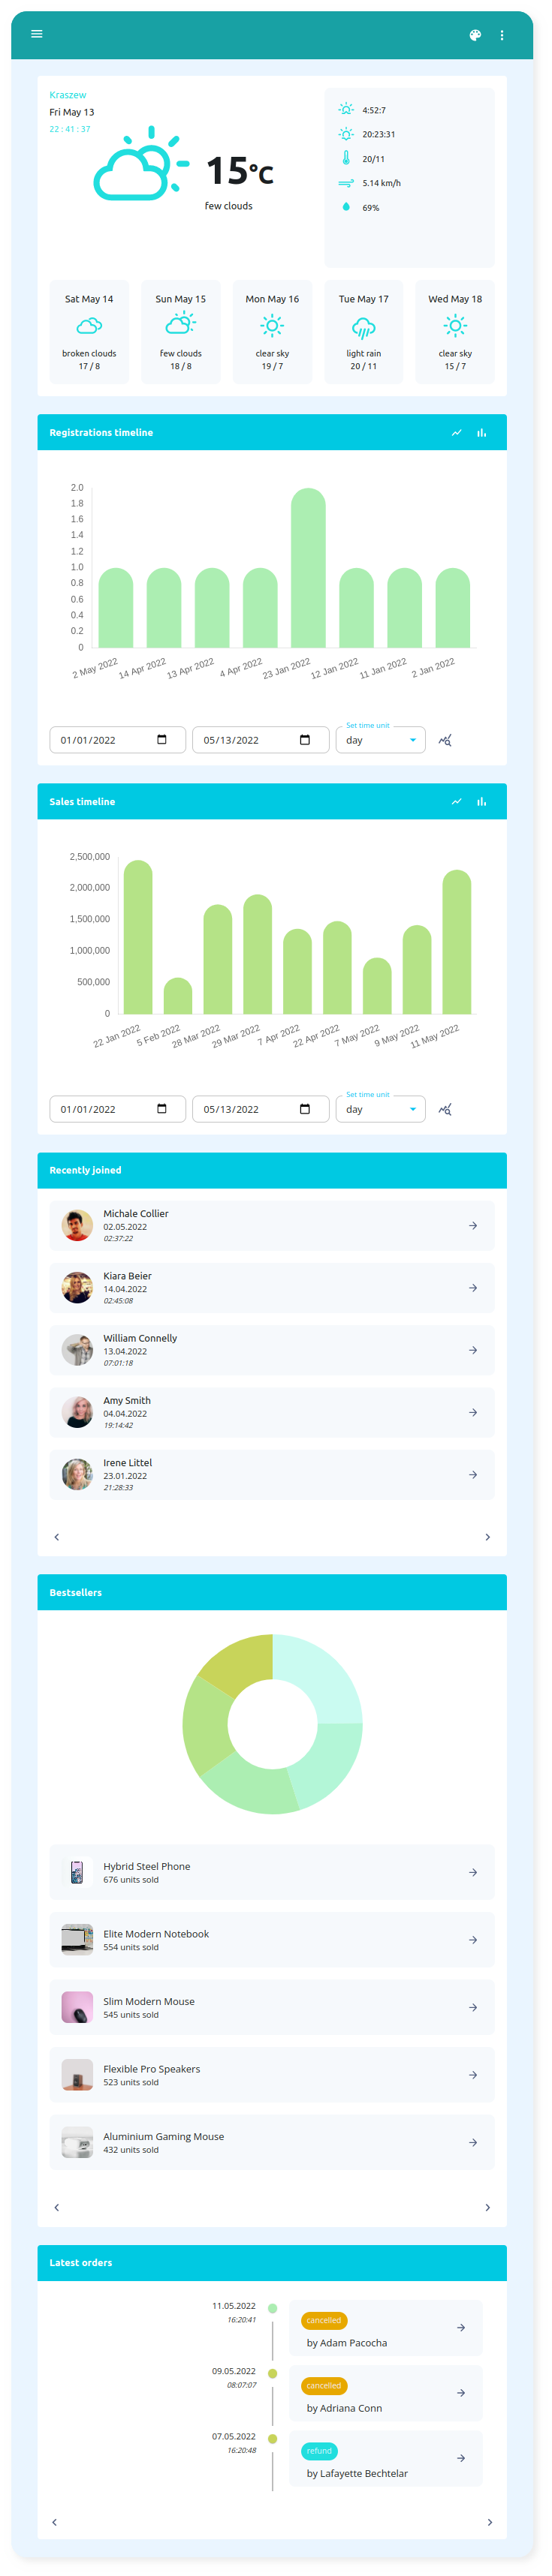 Kraszew
Fri May 13
22 : 41 : 37
15°C
few clouds
4:52:7
20:23:31
20/11
5.14 km/h
69%
Sat May 14
broken clouds
17 / 8
Sun May 15
few clouds
18 / 8
Mon May 16
clear sky
19 / 7
Tue May 17
light rain
20 / 11
Wed May 18
clear sky
15 / 7
Registrations timeline
2.0
1.8
1.6
1.4
1.2
1.0
0.8
0.6
0.4
0.2
0
2 May 2022
14 Apr 2022
13 Apr 2022
4 Apr 2022
23 Jan 2022
12 Jan 2022
11 Jan 2022
2 Jan 2022
01/01/2022
05/13/2022
Set time unit
day
Sales timeline
2,500,000
2,000,000
1,500,000
1,000,000
500,000
0
22 Jan 2022
5 Feb 2022
28 Mar 2022
29 Mar 2022
7 Apr 2022
22 Apr 2022
7 May 2022
9 May 2022
11 May 2022
01/01/2022
05/13/2022
Set time unit
day
Recently joined
Michale Collier
02.05.2022
02:37:22
Kiara Beier
14.04.2022
02:45:08
William Connelly
13.04.2022
07:01:18
Amy Smith
04.04.2022
19:14:42
Irene Littel
23.01.2022
21:28:33
Bestsellers
Hybrid Steel Phone
676 units sold
Elite Modern Notebook
554 units sold
Slim Modern Mouse
545 units sold
Flexible Pro Speakers
523 units sold
Aluminium Gaming Mouse
432 units sold
Latest orders
11.05.2022
16:20:41
cancelled
by Adam Pacocha
09.05.2022
08:07:07
cancelled
by Adriana Conn
07.05.2022
16:20:48
refund
by Lafayette Bechtelar